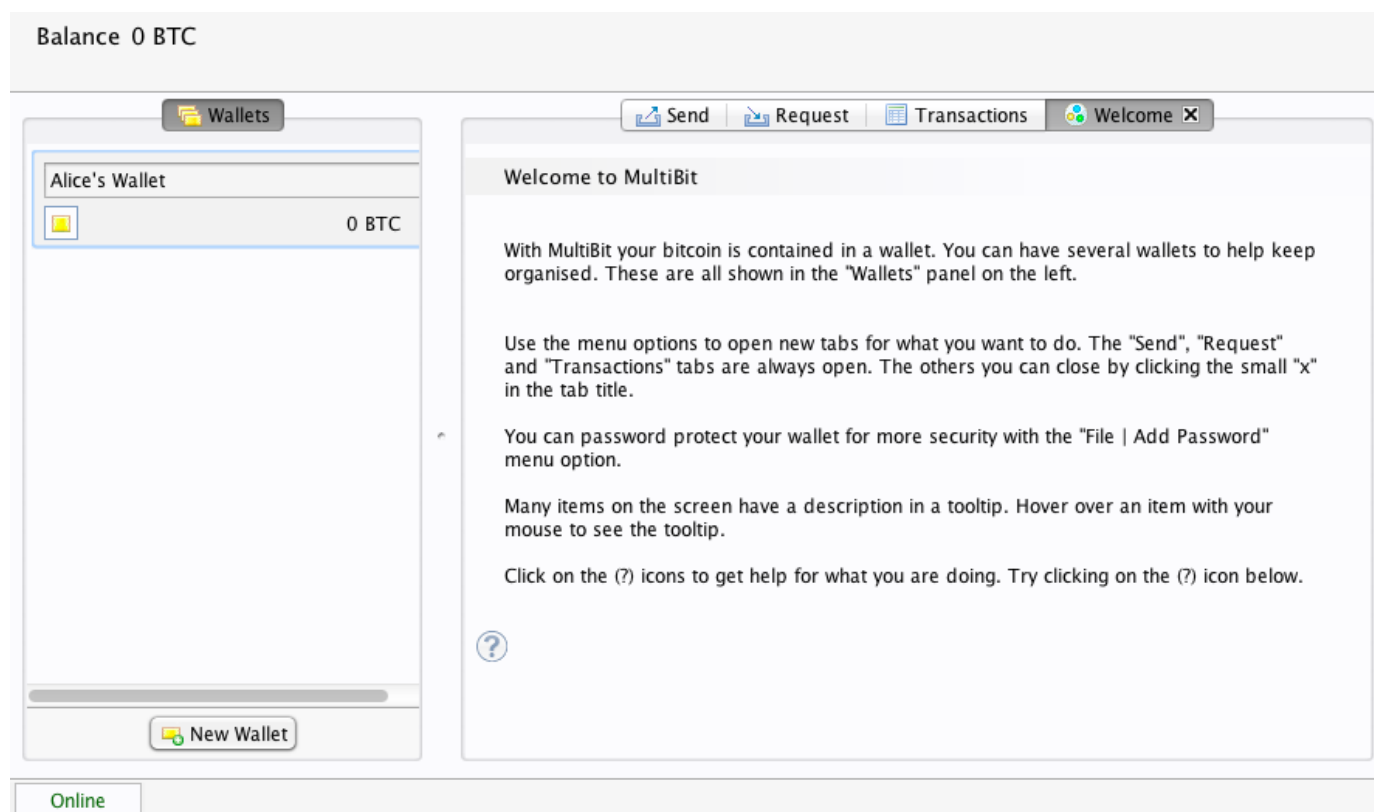 Balance 0 BTC
Wallets
Send
Request
Transactions
Welcome
Alice's Wallet
0 BTC
Welcome to MultiBit
With MultiBit your bitcoin is contained in a wallet. You can have several wallets to help keep
organised. These are all shown in the "Wallets" panel on the left.
Use the menu options to open new tabs for what you want to do. The "Send", "Request"
and "Transactions" tabs are always open. The others you can close by clicking the small "x"
in the tab title.
You can password protect your wallet for more security with the "File | Add Password"
menu option.
Many items on the screen have a description in a tooltip. Hover over an item with your
mouse to see the tooltip.
Click on the (?) icons to get help for what you are doing. Try clicking on the (?) icon below.
?
New Wallet
Online